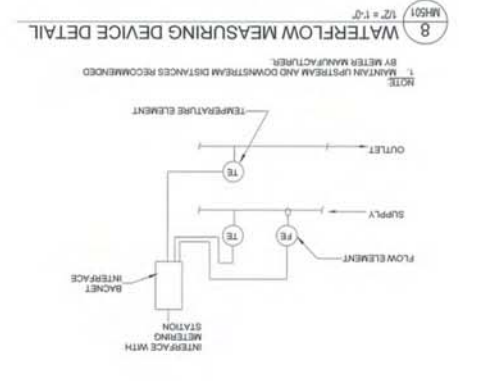 INTERFACE WITH
METERING
STATION
BACNET
INTERFACE
FLOW ELEMENT
FE
TE
SUPPLY
TE
OUTLET
TEMPERATURE ELEMENT
NOTE:
1. MAINTAIN UPSTREAM AND DOWNSTREAM DISTANCES RECOMMENDED
BY METER MANUFACTURER.
8
MH501
WATERFLOW MEASURING DEVICE DETAIL
1/2" = 1'-0"